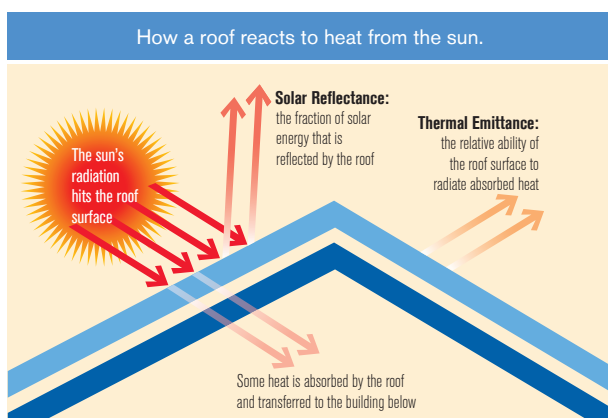 How a roof reacts to heat from the sun.
The sun's
radiation
hits the roof
surface
Solar Reflectance:
the fraction of solar
energy that is
reflected by the roof
Thermal Emittance:
the relative ability of
the roof surface to
radiate absorbed heat
Some heat is absorbed by the roof
and transferred to the building below